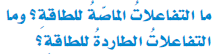 ما التفاعلاتُ الماصّةُ للطاقةِ؟ وما
التفاعلاتُ الطاردةُ للطاقةِ؟